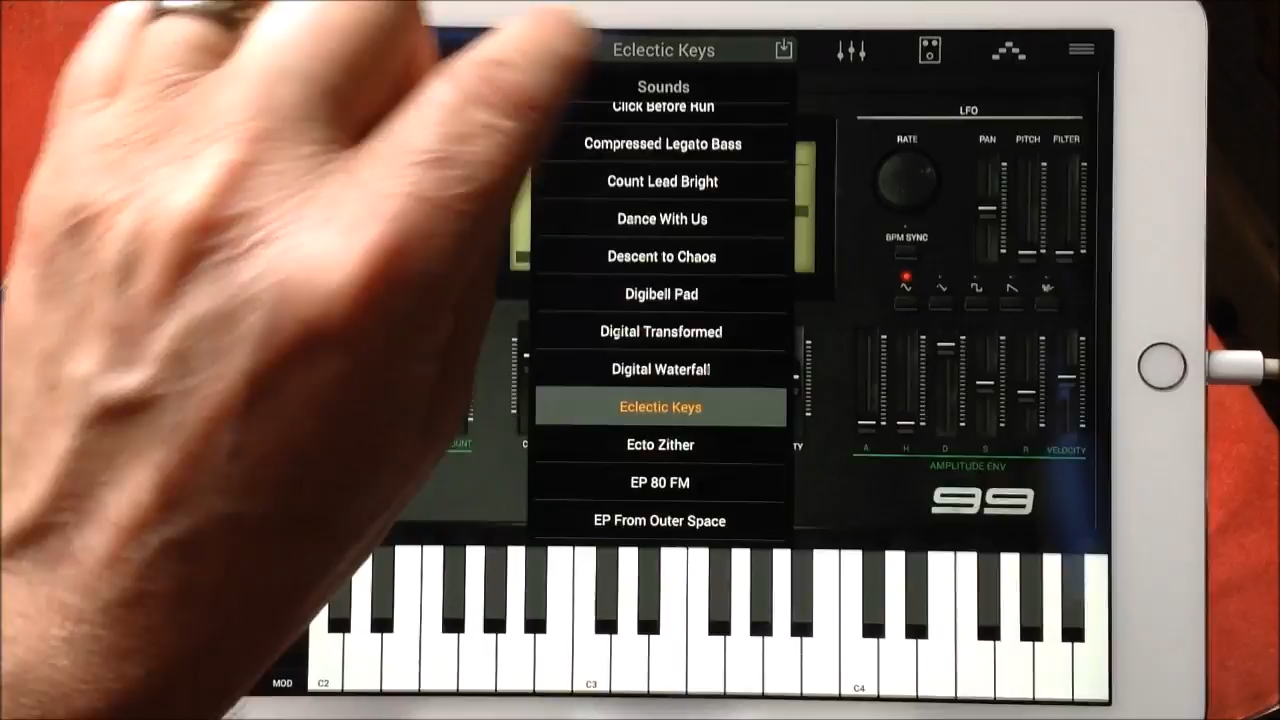 Eclectic Keys
Sounds
Click Before Run
Compressed Legato Bass
Count Lead Bright
Dance With Us
Descent to Chaos
Digibell Pad
Digital Transformed
Digital Waterfall
Eclectic Keys
Ecto Zither
EP 80 FM
EP From Outer Space
LFO
RATE
PAN
PITCH
FILTER
BPM SYNC
A
H
D
S
R
VELOCITY
AMPLITUDE ENV
99
MOD
C2
C3
C4